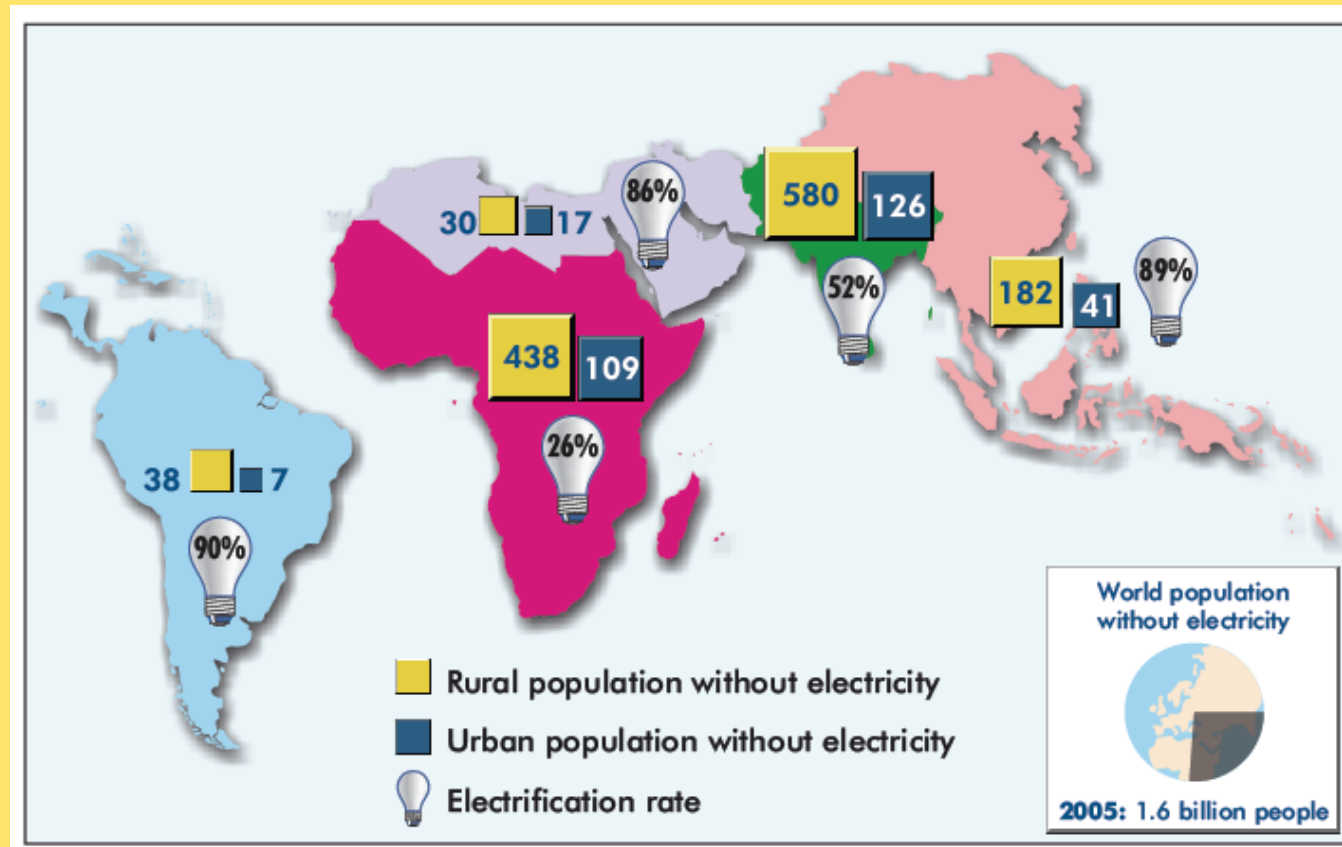 86%
30
17
580
126
52%
182
41
89%
438
109
26%
38
7
90%
Rural population without electricity
Urban population without electricity
Electrification rate
World population
without electricity
2005: 1.6 billion people